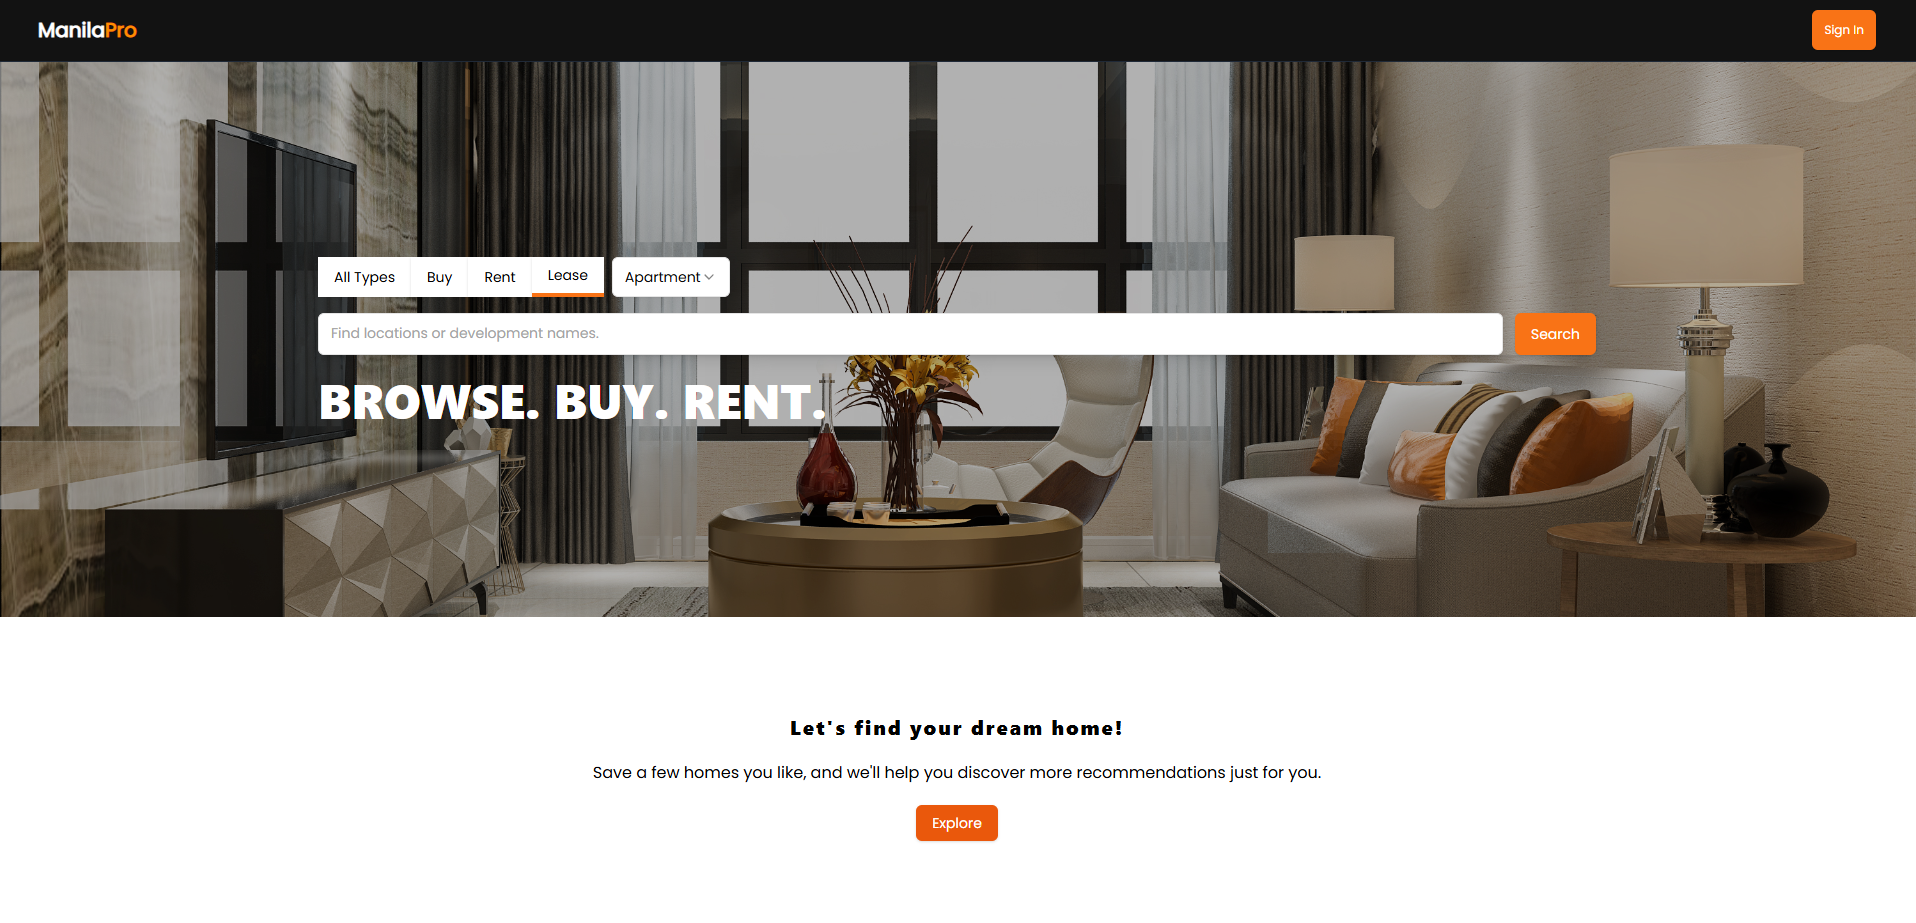 ManilaPro
Sign In
All Types Buy Rent Lease Apartment
Find locations or development names.
Search
BROWSE. BUY. RENT.
Let's find your dream home!
Save a few homes you like, and we'll help you discover more recommendations just for you.
Explore